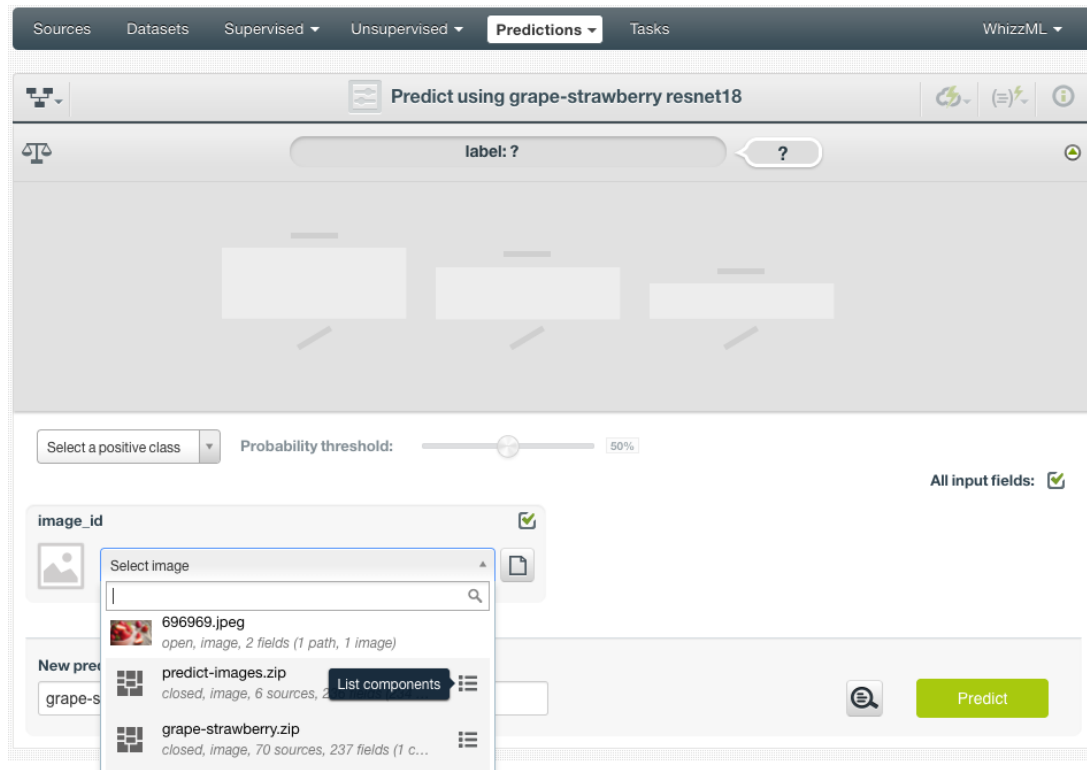 Sources Datasets Supervised Unsupervised Predictions Tasks WhizzML
Predict using grape-strawberry resnet18
label: ? ?
Select a positive class Probability threshold: 50%
All input fields:
image_id
Select image
696969.jpeg
open, image, 2 fields (1 path, 1 image)
New pre
predict-images.zip
List components
closed, image, 6 sources,
grape-s
Predict
grape-strawberry.zip
closed, image, 70 sources, 237 fields (1 c...